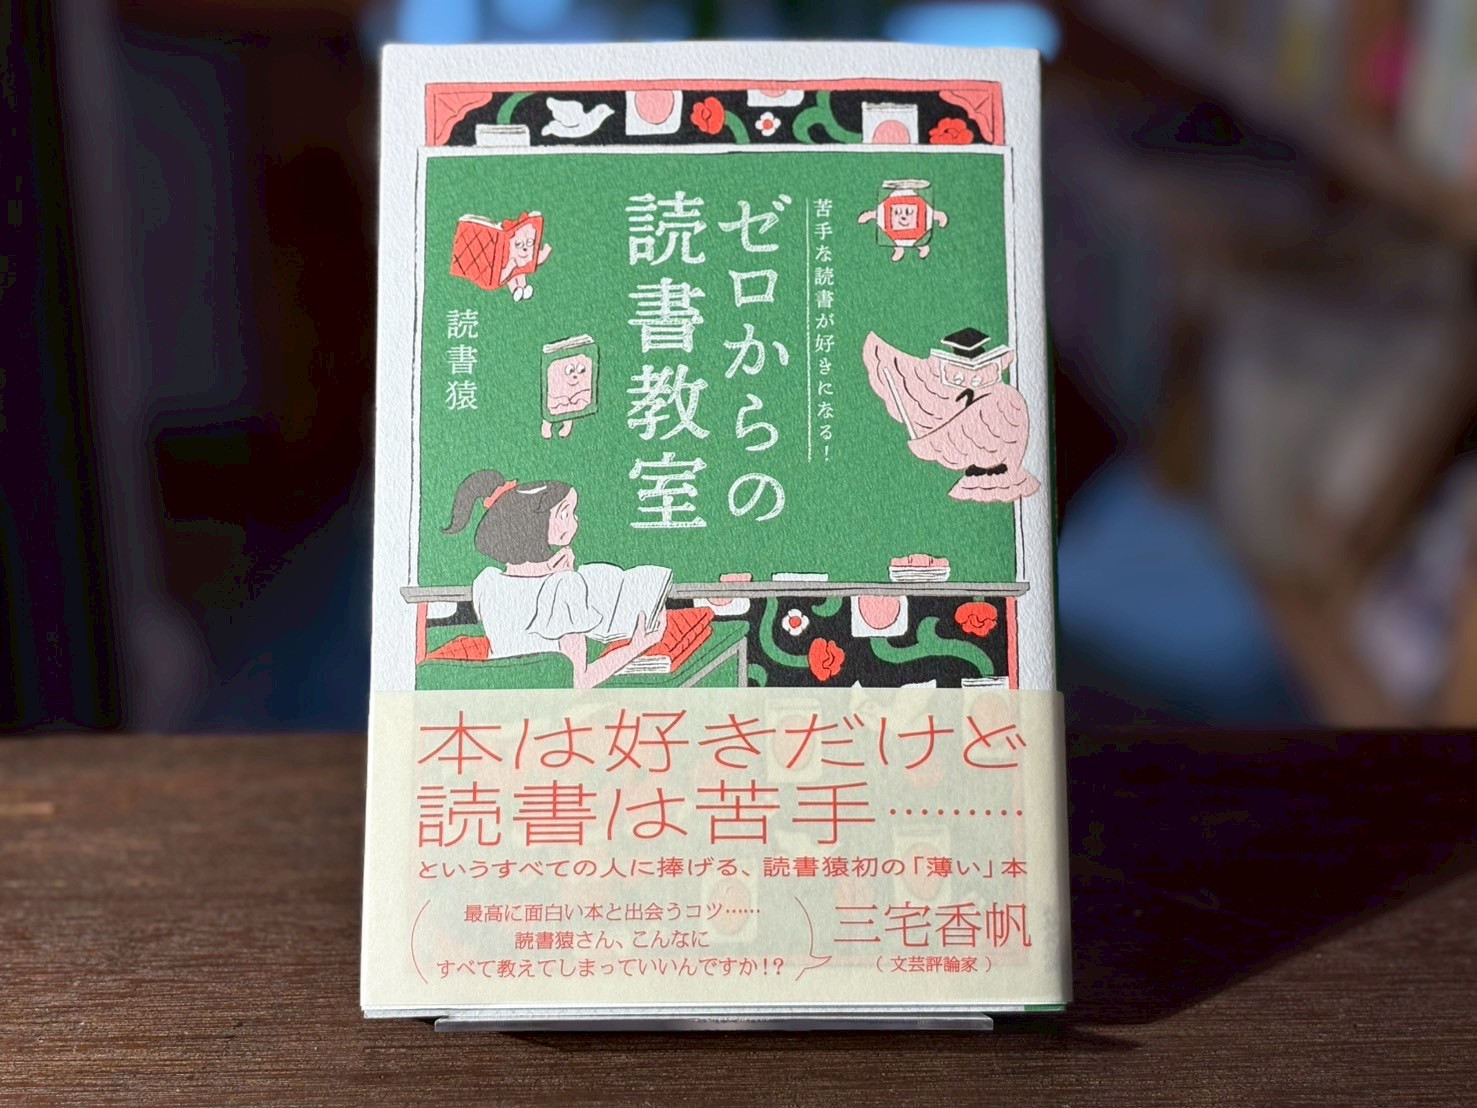 苦手な読書が好きになる！
ゼロからの
読書教室
読書猿
本は好きだけど
読書は苦手………
というすべての人に捧げる、読書猿初の「薄い」本
最高に面白い本と出会うコツ……
読書猿さん、こんなに
すべて教えてしまっていいんですか!?
三宅香帆
（文芸評論家）